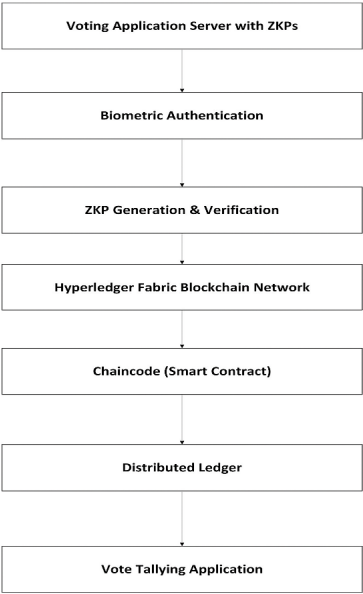 Voting Application Server with ZKPs
Biometric Authentication
ZKP Generation & Verification
Hyperledger Fabric Blockchain Network
Chaincode (Smart Contract)
Distributed Ledger
Vote Tallying Application